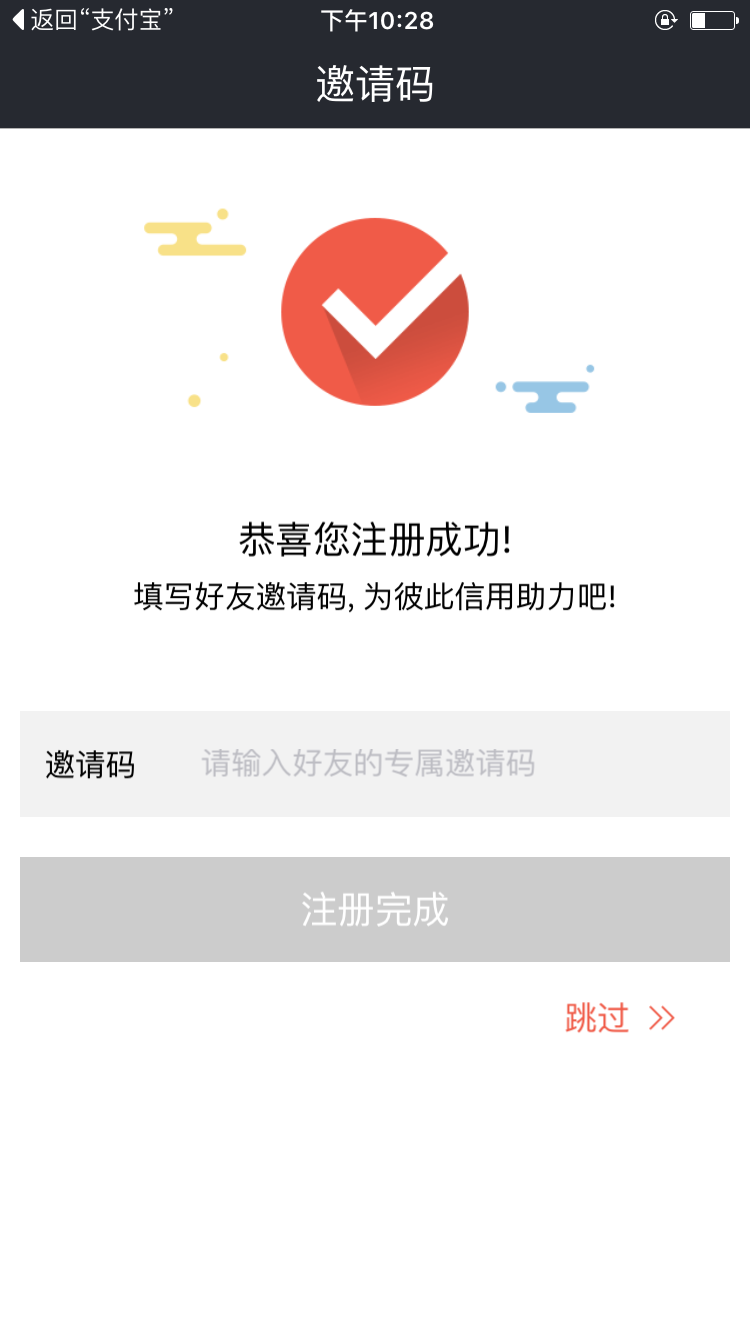 返回“支付宝”
下午10:28
邀请码
恭喜您注册成功!
填写好友邀请码, 为彼此信用助力吧!
邀请码 请输入好友的专属邀请码
注册完成
跳过